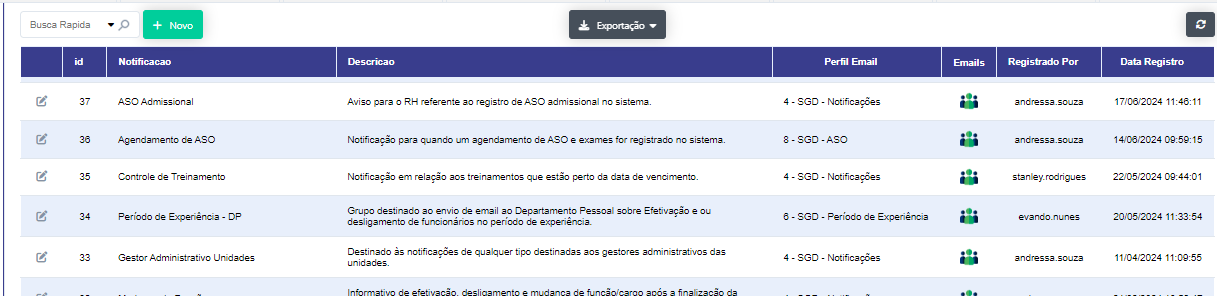 Busca Rapida
Novo
Exportação
id Notificacao Descricao Perfil Email Emails Registrado Por Data Registro
37 ASO Admissional Aviso para o RH referente ao registro de ASO admissional no sistema. 4 - SGD - Notificações andressa.souza 17/06/2024 11:46:11
36 Agendamento de ASO Notificação para quando um agendamento de ASO e exames for registrado no sistema. 8 - SGD - ASO andressa.souza 14/06/2024 09:59:15
35 Controle de Treinamento Notificação em relação aos treinamentos que estão perto da data de vencimento. 4 - SGD - Notificações stanley.rodrigues 22/05/2024 09:44:01
34 Período de Experiência - DP Grupo destinado ao envio de email ao Departamento Pessoal sobre Efetivação e ou
desligamento de funcionários no período de experiência. 6 - SGD - Período de Experiência evando.nunes 20/05/2024 11:33:54
33 Gestor Administrativo Unidades Destinado às notificações de qualquer tipo destinadas aos gestores administrativos das
unidades. 4 - SGD - Notificações andressa.souza 11/04/2024 11:09:55
Informativo de efetivação, desligamento e mudança de função/cargo após a finalização da